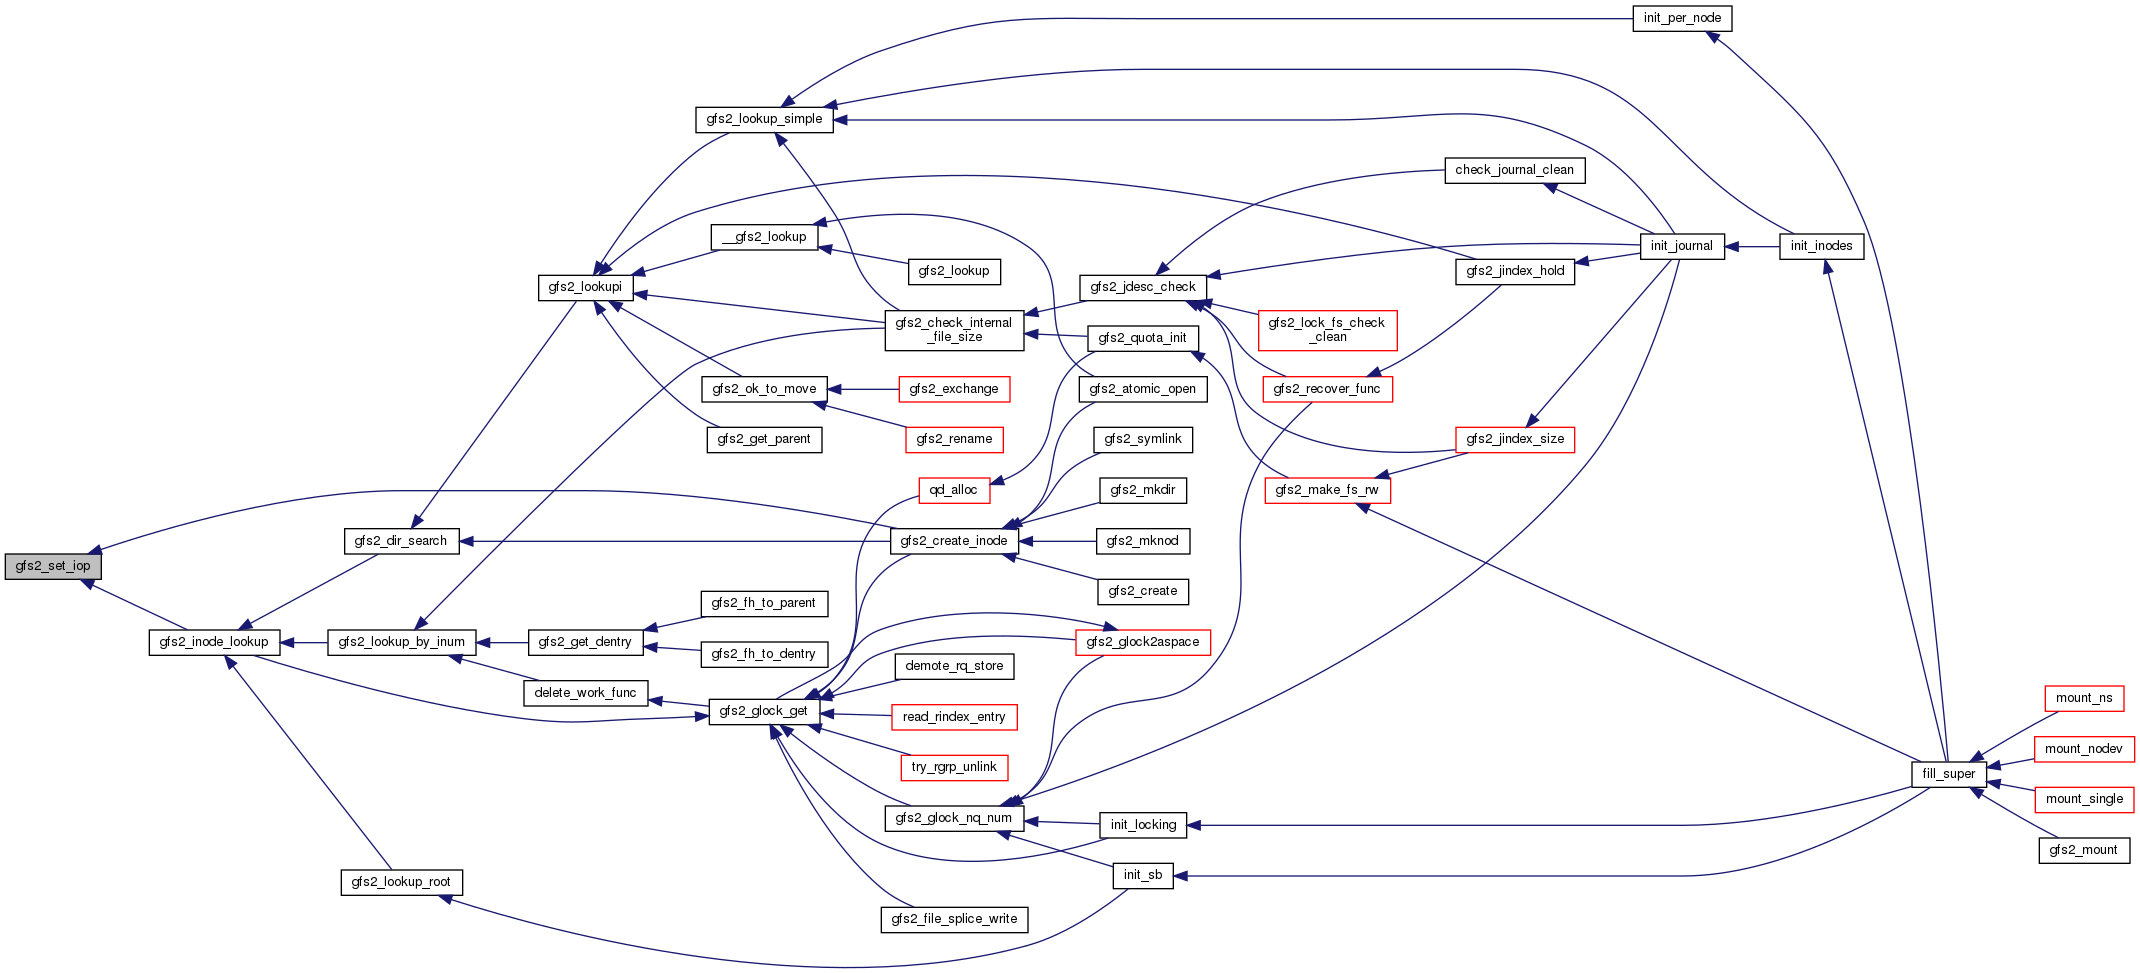 init_per_node
gfs2_lookup_simple
check_journal_clean
__gfs2_lookup
init_journal
init_inodes
gfs2_lookup
gfs2_jindex_hold
gfs2_lookupi
gfs2_jdesc_check
gfs2_check_internal
_file_size
gfs2_lock_fs_check
_clean
gfs2_quota_init
gfs2_ok_to_move
gfs2_exchange
gfs2_atomic_open
gfs2_recover_func
gfs2_get_parent
gfs2_rename
gfs2_symlink
gfs2_jindex_size
qd_alloc
gfs2_mkdir
gfs2_make_fs_rw
gfs2_dir_search
gfs2_create_inode
gfs2_mknod
gfs2_set_iop
gfs2_create
gfs2_fh_to_parent
gfs2_inode_lookup
gfs2_lookup_by_inum
gfs2_get_dentry
gfs2_glock2aspace
gfs2_fh_to_dentry
demote_rq_store
delete_work_func
mount_ns
gfs2_glock_get
read_rindex_entry
mount_nodev
try_rgrp_unlink
fill_super
mount_single
gfs2_glock_nq_num
init_locking
gfs2_mount
gfs2_lookup_root
init_sb
gfs2_file_splice_write